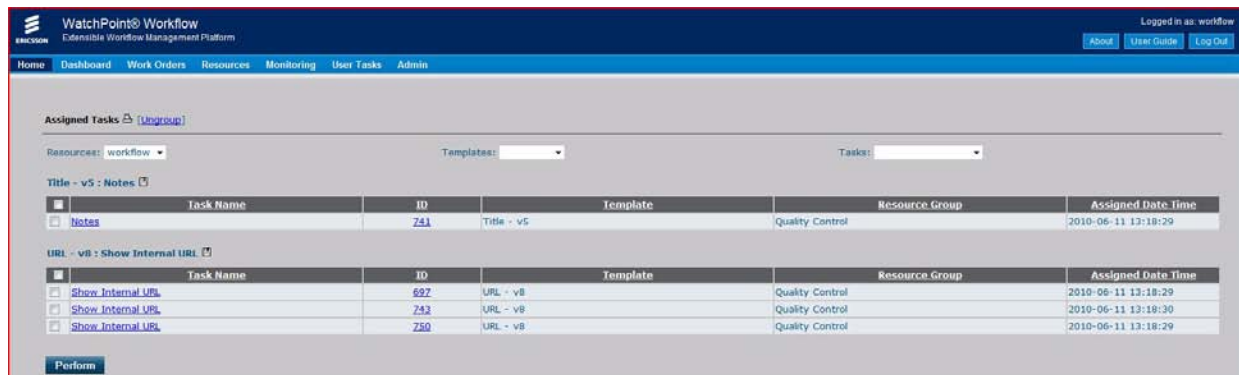 WatchPoint® Workflow
Extensible Workflow Management Platform
ERICSSON
Logged in as: workflow
About User Guide Log Out
Home Dashboard Work Orders Resources Monitoring User Tasks Admin
Assigned Tasks [Ungroup]
Resources: workflow Templates: Tasks:
Title - v5 : Notes
Task Name ID Template Resource Group Assigned Date Time
Notes 741 Title - v5 Quality Control 2010-06-11 13:18:29
URL - v8 : Show Internal URL
Task Name ID Template Resource Group Assigned Date Time
Show Internal URL 697 URL - v8 Quality Control 2010-06-11 13:18:29
Show Internal URL 743 URL - v8 Quality Control 2010-06-11 13:18:30
Show Internal URL 750 URL - v8 Quality Control 2010-06-11 13:18:29
Perform